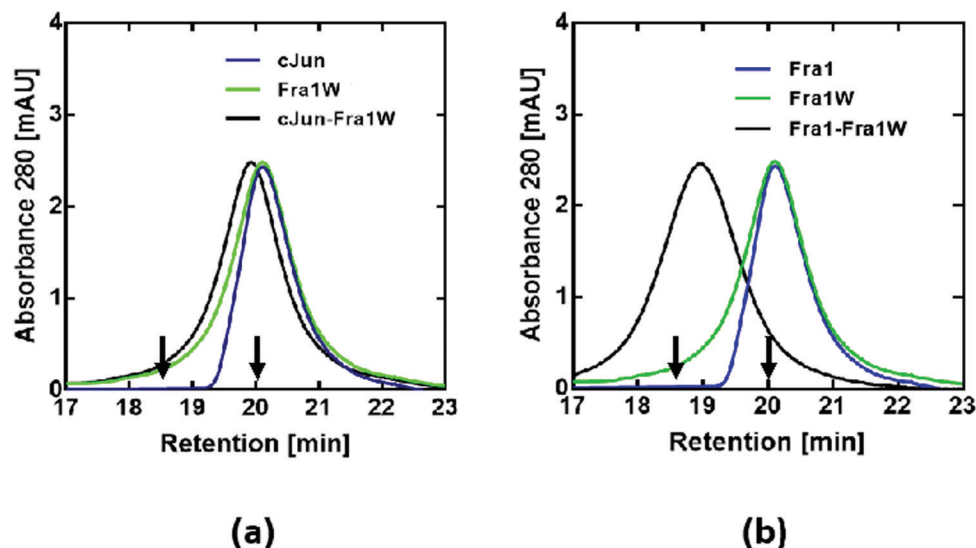 4
3
2
1
0
Absorbance 280 [mAU]
cJun
Fra1W
cJun-Fra1W
17 18 19 20 21 22 23
Retention [min]
(a)
4
3
2
1
0
Absorbance 280 [mAU]
Fra1
Fra1W
Fra1-Fra1W
17 18 19 20 21 22 23
Retention [min]
(b)